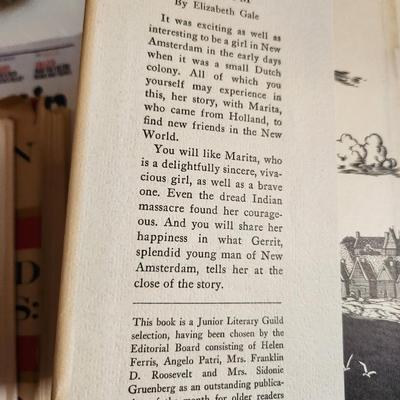 By Elizabeth Gale
It was exciting as well as
interesting to be a girl in New
Amsterdam in the early days
when it was a small Dutch
colony. All of which you
yourself may experience in
this, her story, with Marita,
who came from Holland, to
find new friends in the New
World.
You will like Marita, who
is a delightfully sincere, viva-
cious girl, as well as a brave
one. Even the dread Indian
massacre found her courage-
ous. And you will share her
happiness in what Gerrit,
splendid young man of New
Amsterdam, tells her at the
close of the story.
This book is a Junior Literary Guild
selection, having been chosen by the
Editorial Board consisting of Helen
Ferris, Angelo Patri, Mrs. Franklin
D. Roosevelt and Mrs. Sidonie
Gruenberg as an outstanding publica-
of the month for older readers